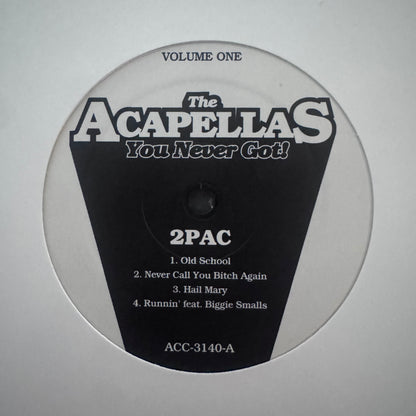 VOLUME ONE
The
ACAPELLAS
You Never Got!
2PAC
1. Old School
2. Never Call You Bitch Again
3. Hail Mary
4. Runnin' feat. Biggie Smalls
ACC-3140-A